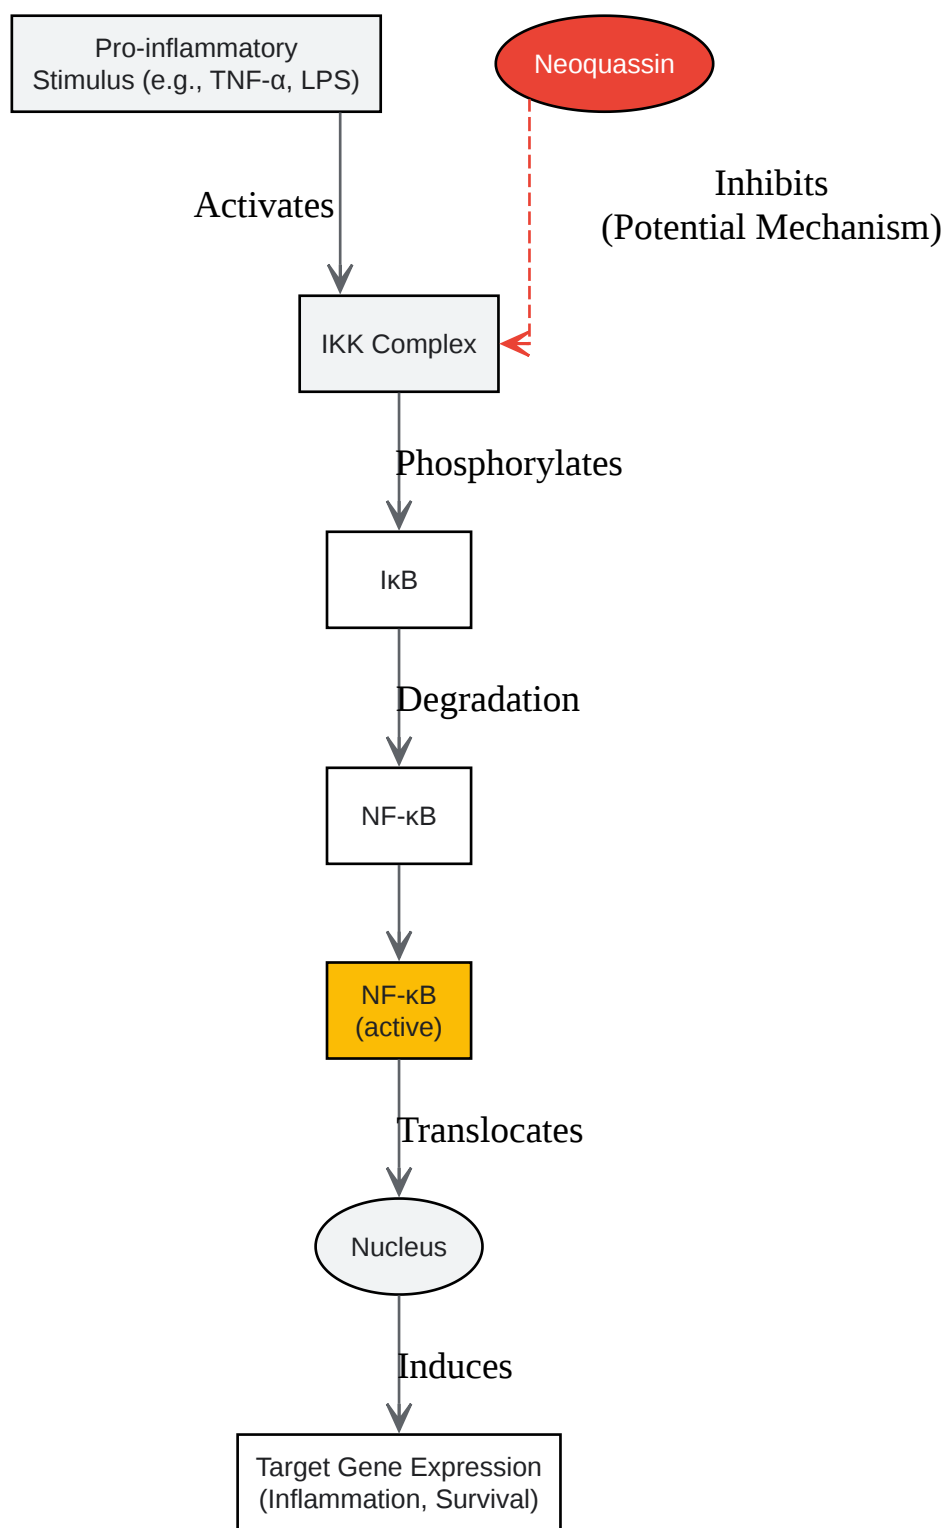 Pro-inflammatory
Stimulus (e.g., TNF-α, LPS)
Neoquassin
Activates
Inhibits
(Potential Mechanism)
IKK Complex
Phosphorylates
IκB
Degradation
NF-κB
NF-κB
(active)
Translocates
Nucleus
Induces
Target Gene Expression
(Inflammation, Survival)